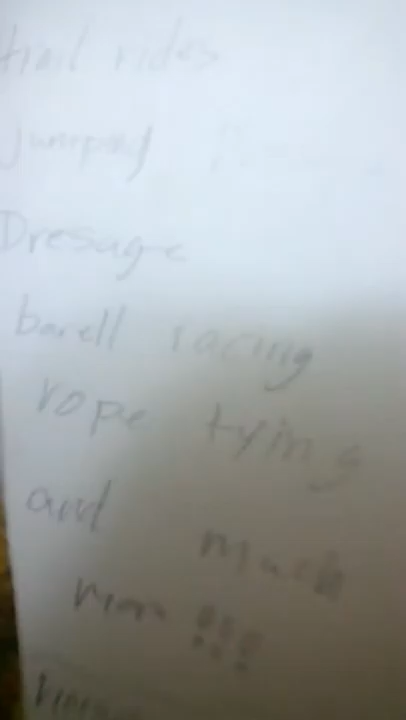 trail rides
Jumping
Dresage
barell racing
rope tying
and much
more !!!